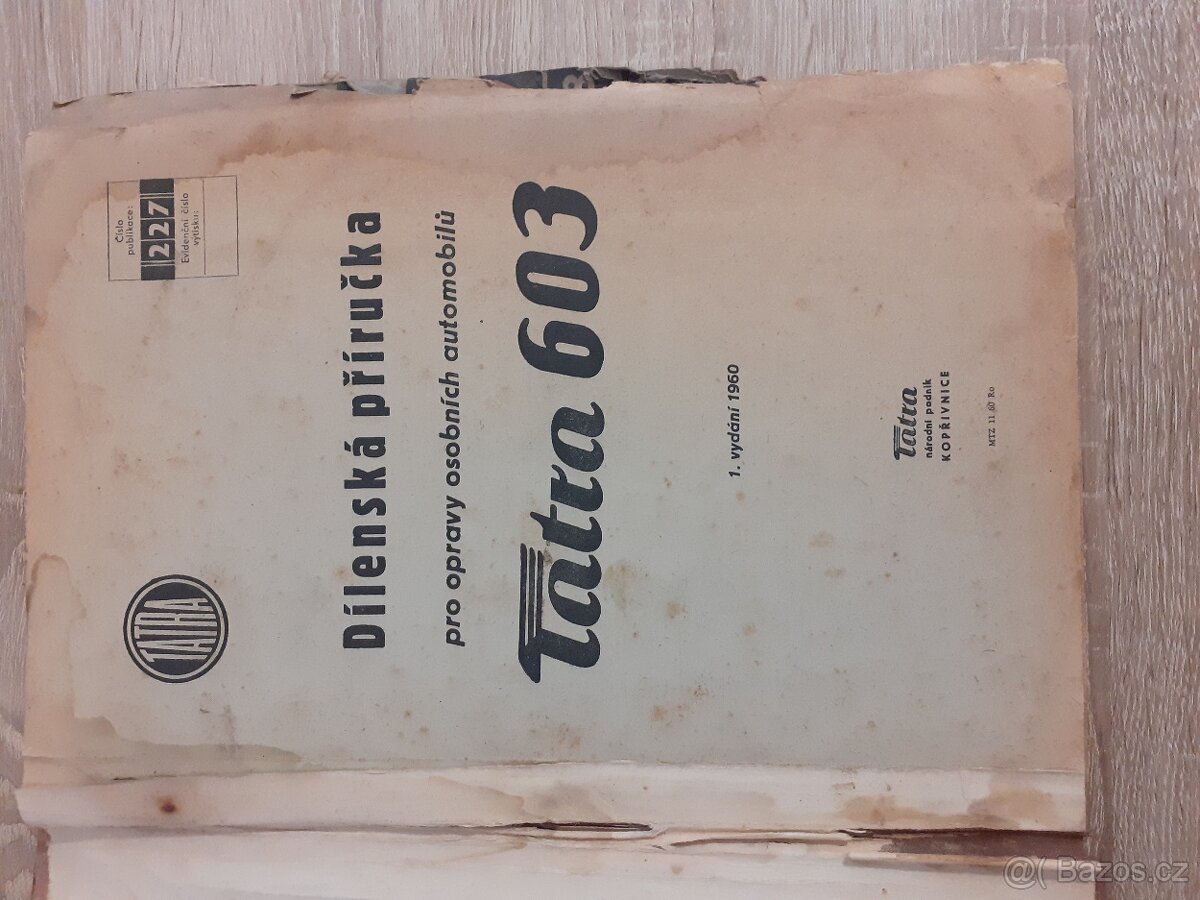 TATRA
Číslo
publikace:
227
Evidenční číslo
výtisku:
Dílenská příručka
pro opravy osobních automobilů
Tatra 603
1. vydání 1960
Tatra
národní podnik
KOPŘIVNICE
MTZ 11 60 Ro
@( Bazos.cz